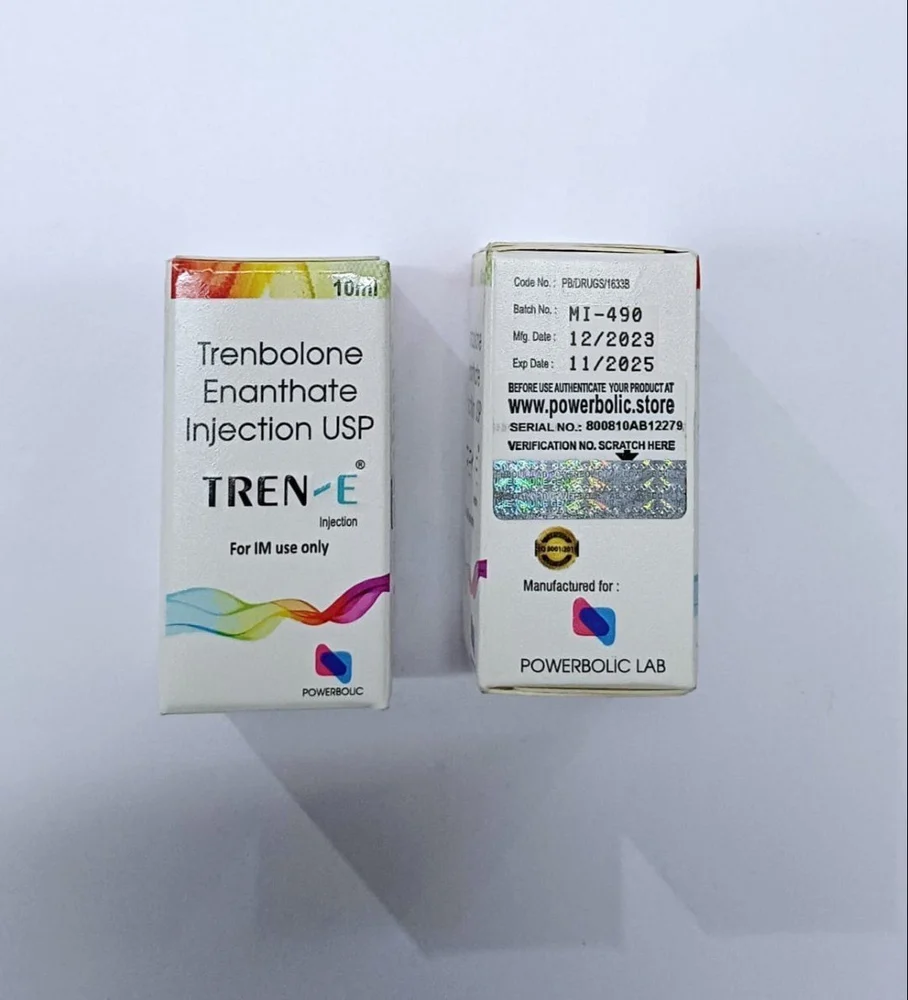 10ml
Trenbolone
Enanthate
Injection USP
TREN-E®
Injection
For IM use only
POWERBOLIC
Code No.: PB/DRUGS/1633B
Batch No.: MI-490
Mfg. Date: 12/2023
Exp Date: 11/2025
BEFORE USE AUTHENTICATE YOUR PRODUCT AT
www.powerbolic.store
SERIAL NO.: 800810AB12279
VERIFICATION NO. SCRATCH HERE
Manufactured for :
POWERBOLIC LAB